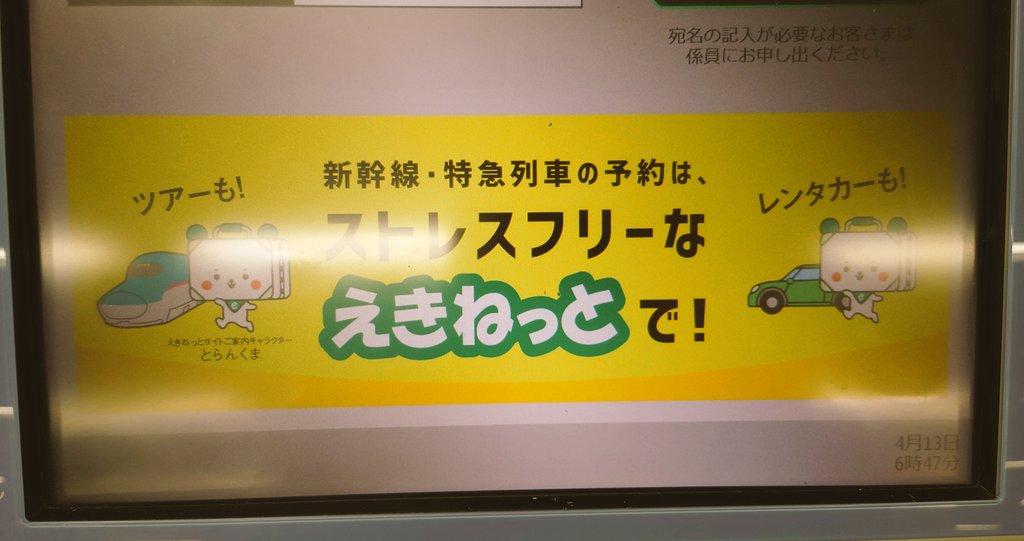 宛名の記入が必要なお客さまは
係員にお申し出ください。
新幹線・特急列車の予約は、
ツアーも!
レンタカーも!
ストレスフリーな
えきねっとで!
えきねっとサイトご案内キャラクター
とらんくま
4月13日
6時47分